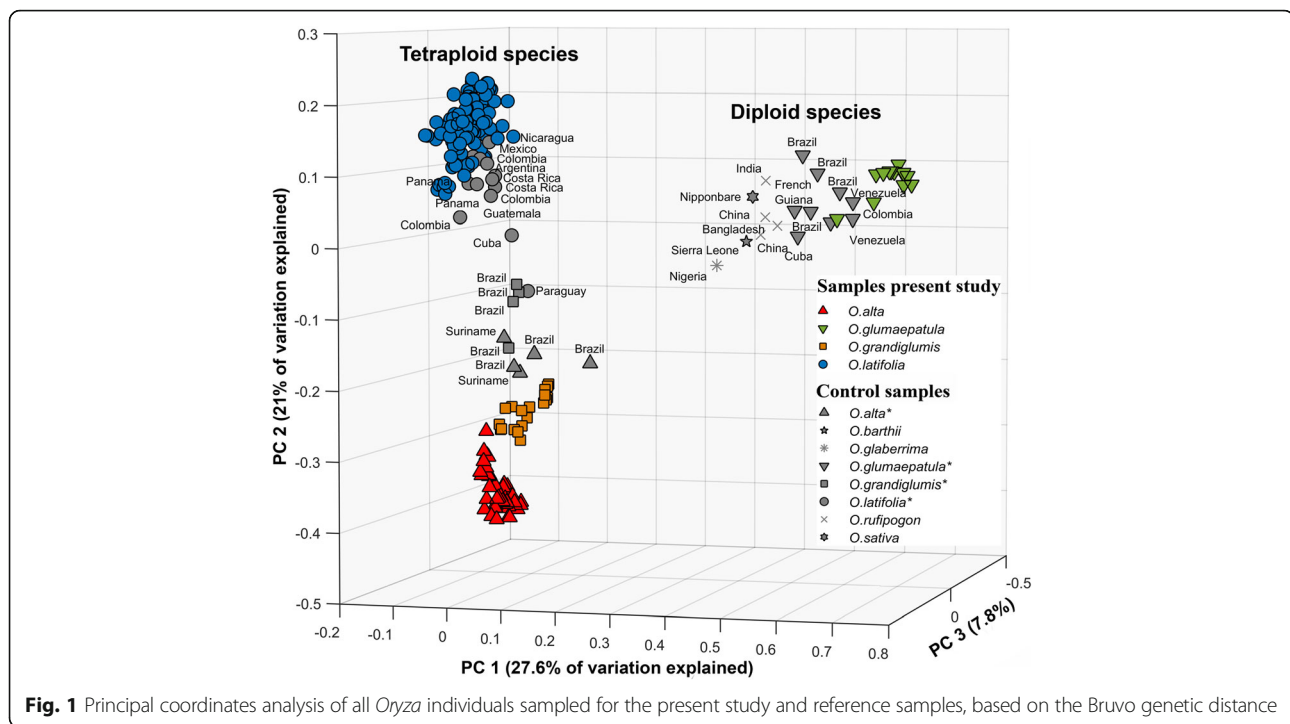 0.3
0.2
0.1
0
-0.1
-0.2
-0.3
-0.4
-0.5
PC 2 (21% of variation explained)
Tetraploid species
Nicaragua
Mexico
Colombia
Argentina
Panama
Costa Rica
Costa Rica
Panama
Colombia
Guatemala
Colombia
Cuba
Brazil
Brazil
Paraguay
Brazil
Suriname
Brazil
Brazil
Brazil
Brazil
Suriname
Diploid species
Brazil
India
Brazil
French
Guiana
Brazil
Nipponbare
Venezuela
China
Colombia
Bangladesh
Brazil
Sierra Leone
China
Cuba
Venezuela
Nigeria
Samples present study
O.alta
O.glumaepatula
O.grandiglumis
O.latifolia
Control samples
O.alta*
O.barthii
O.glaberrima
O.glumaepatula*
O.grandiglumis*
O.latifolia*
O.rufipogon
O.sativa
-0.2
-0.1
0
0.1
0.2
0.3
0.4
0.5
0.6
0.7
0.8
PC 1 (27.6% of variation explained)
-0.5
0
PC 3 (7.8%)
Fig. 1 Principal coordinates analysis of all Oryza individuals sampled for the present study and reference samples, based on the Bruvo genetic distance